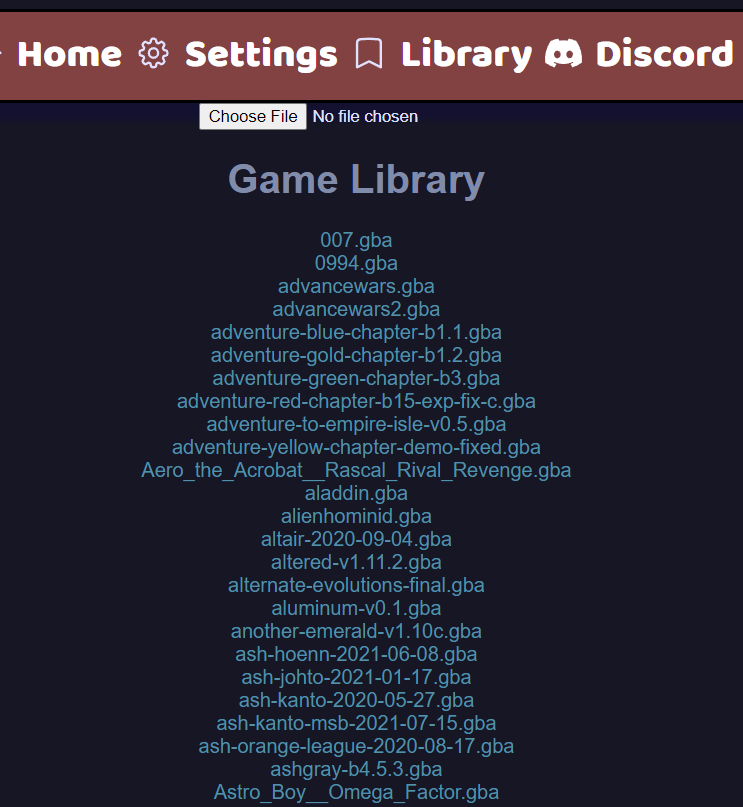 Home Settings Library Discord
Choose File No file chosen
Game Library
007.gba
0994.gba
advancewars.gba
advancewars2.gba
adventure-blue-chapter-b1.1.gba
adventure-gold-chapter-b1.2.gba
adventure-green-chapter-b3.gba
adventure-red-chapter-b15-exp-fix-c.gba
adventure-to-empire-isle-v0.5.gba
adventure-yellow-chapter-demo-fixed.gba
Aero_the_Acrobat__Rascal_Rival_Revenge.gba
aladdin.gba
alienhominid.gba
altair-2020-09-04.gba
altered-v1.11.2.gba
alternate-evolutions-final.gba
aluminum-v0.1.gba
another-emerald-v1.10c.gba
ash-hoenn-2021-06-08.gba
ash-johto-2021-01-17.gba
ash-kanto-2020-05-27.gba
ash-kanto-msb-2021-07-15.gba
ash-orange-league-2020-08-17.gba
ashgray-b4.5.3.gba
Astro_Boy__Omega_Factor.gba